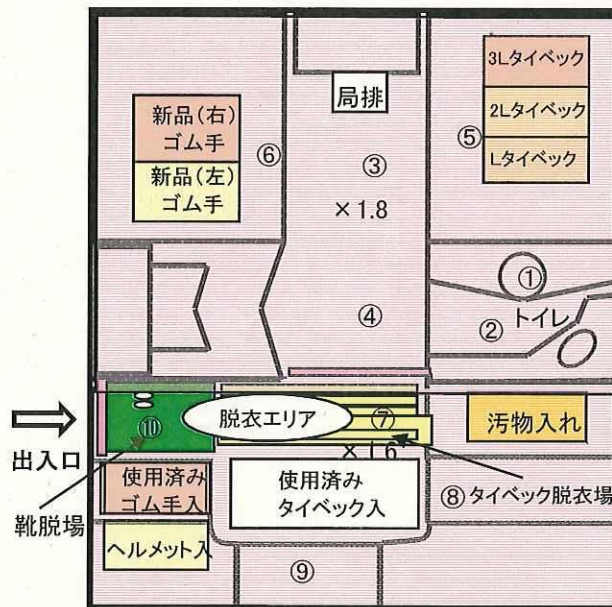 局排
3Lタイベック
2Lタイベック
Lタイベック
新品(右)
ゴム手
新品(左)
ゴム手
⑥
③
⑤
×1.8
①
④
②
トイレ
出入口
⑩
脱衣エリア
⑦
汚物入れ
×1.6
靴脱場
使用済み
ゴム手入
使用済み
タイベック入
⑧タイベック脱衣場
ヘルメット入
⑨